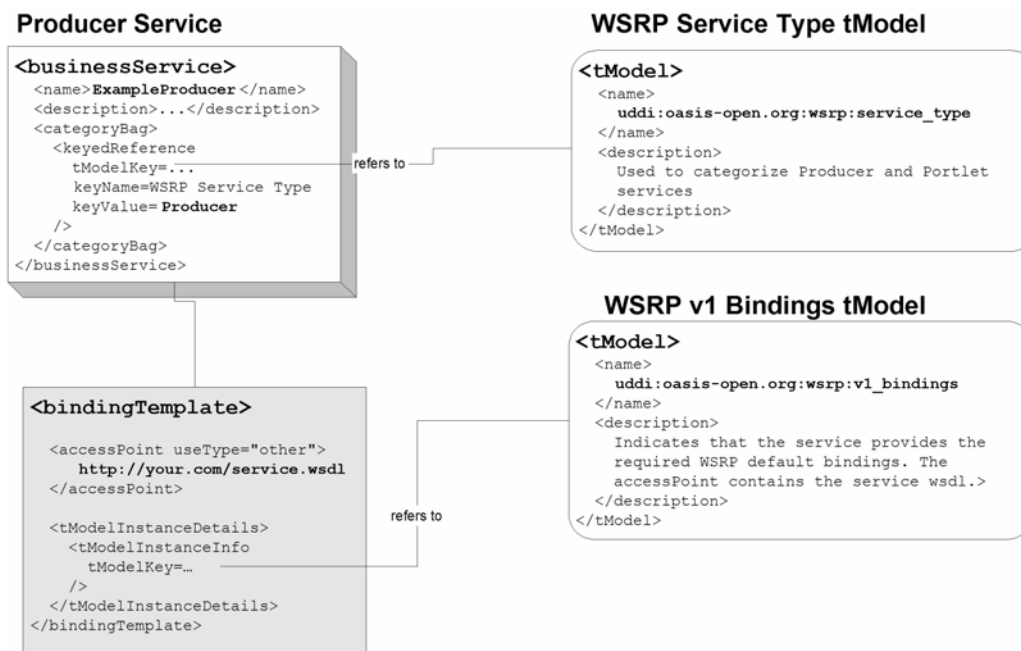 Producer Service
<businessService>
<name>ExampleProducer</name>
<description>...</description>
<categoryBag>
<keyedReference
tModelKey=...
keyName=WSRP Service Type
keyValue=Producer
/>
</categoryBag>
</businessService>
refers to
WSRP Service Type tModel
<tModel>
<name>
uddi:oasis-open.org:wsrp:service_type
</name>
<description>
Used to categorize Producer and Portlet
services
</description>
</tModel>
<bindingTemplate>
<accessPoint useType="other">
http://your.com/service.wsdl
</accessPoint>
<tModelInstanceDetails>
<tModelInstanceInfo
tModelKey=…
/>
</tModelInstanceDetails>
</bindingTemplate>
refers to
WSRP v1 Bindings tModel
<tModel>
<name>
uddi:oasis-open.org:wsrp:v1_bindings
</name>
<description>
Indicates that the service provides the
required WSRP default bindings. The
accessPoint contains the service wsdl.>
</description>
</tModel>